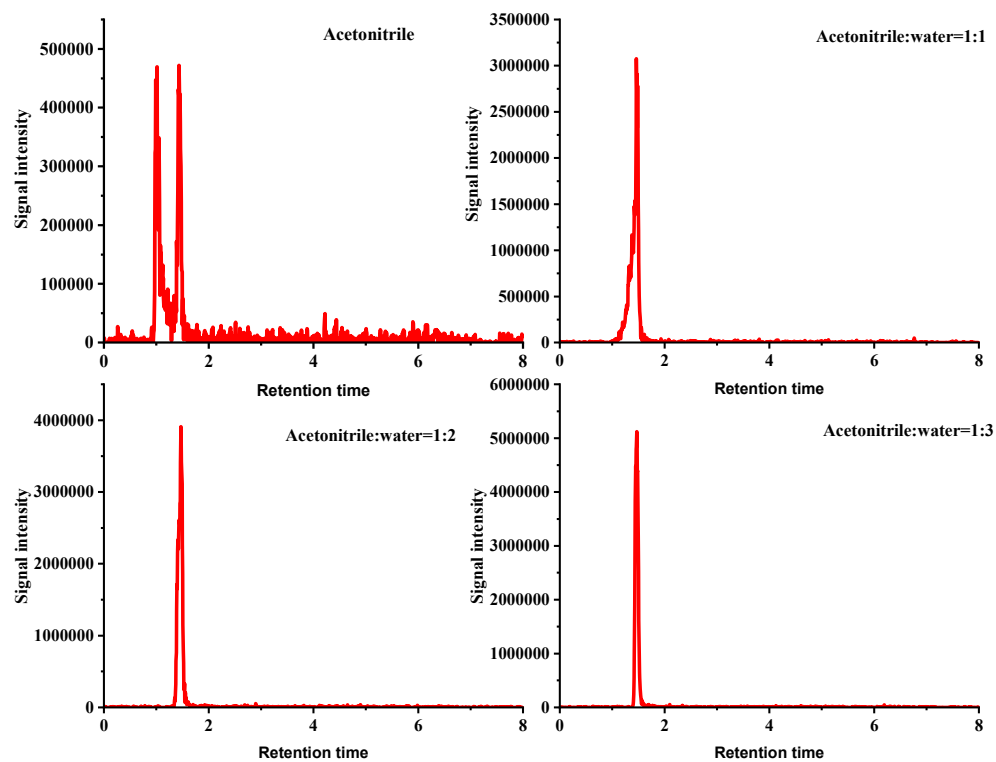 Acetonitrile
Signal intensity
500000
400000
300000
200000
100000
0
0 2 4 6 8
Retention time
Acetonitrile:water=1:1
Signal intensity
3500000
3000000
2500000
2000000
1500000
1000000
500000
0
0 2 4 6 8
Retention time
Acetonitrile:water=1:2
Signal intensity
4000000
3000000
2000000
1000000
0
0 2 4 6 8
Retention time
Acetonitrile:water=1:3
Signal intensity
6000000
5000000
4000000
3000000
2000000
1000000
0
0 2 4 6 8
Retention time